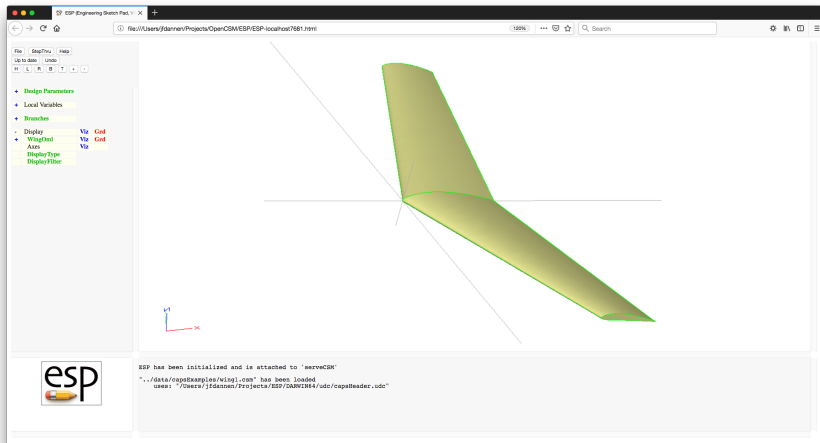 ESP (Engineering Sketch Pad, V
file:///Users/jfdannen/Projects/OpenCSM/ESP/ESP-localhost7681.html
100%
Search
File StepThru Help
Up to date Undo
H L R B T + -
+ Design Parameters
+ Local Variables
+ Branches
- Display Viz Grd
+ WingOml Viz Grd
Axes Viz
DisplayType
DisplayFilter
x
esp
ESP has been initialized and is attached to 'serveCSM'
"../data/capsExamples/wing1.csm" has been loaded
uses: "/Users/jfdannen/Projects/ESP/DARWIN64/udc/capsHeader.udc"